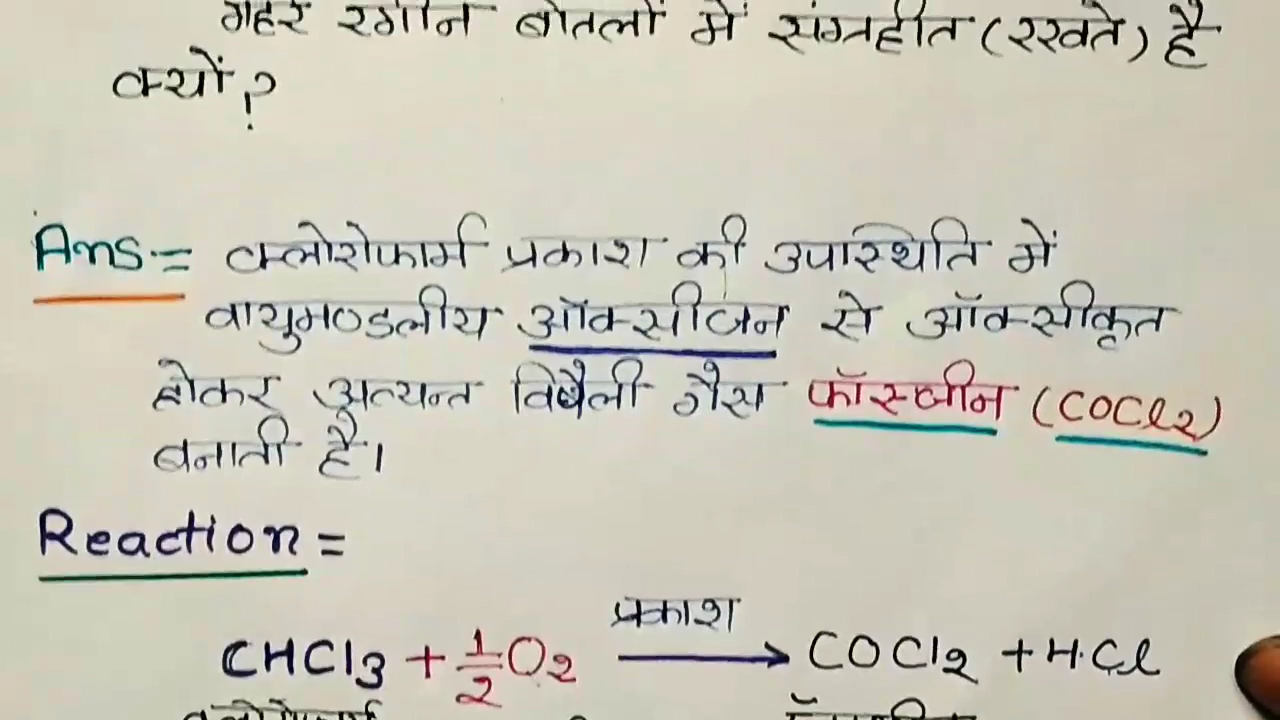 गहरे रंगीन बोतलों में संग्रहीत (रखते) है
क्यों?
Ans:= क्लोरोफार्म प्रकाश की उपस्थिति में
वायुमण्डलीय ऑक्सीजन से ऑक्सीकृत
होकर अत्यन्त विषैली गैस फॉस्जीन (COCl2)
बनाती है।
Reaction =
प्रकाश
CHCl3 + 1/2 O2 ⟶ COCl2 + HCl